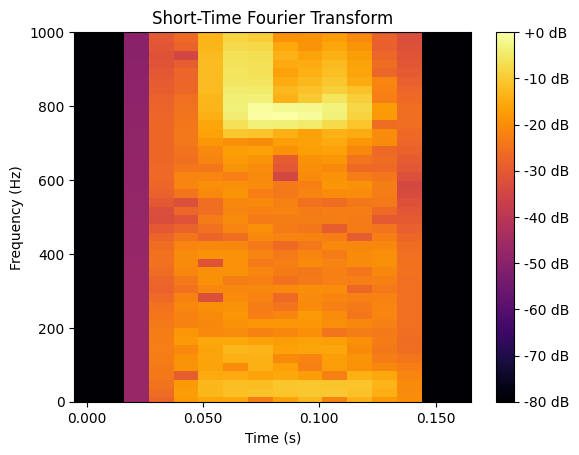 Short-Time Fourier Transform
1000
800
600
400
200
0
Frequency (Hz)
0.000
0.050
0.100
0.150
Time (s)
+0 dB
-10 dB
-20 dB
-30 dB
-40 dB
-50 dB
-60 dB
-70 dB
-80 dB